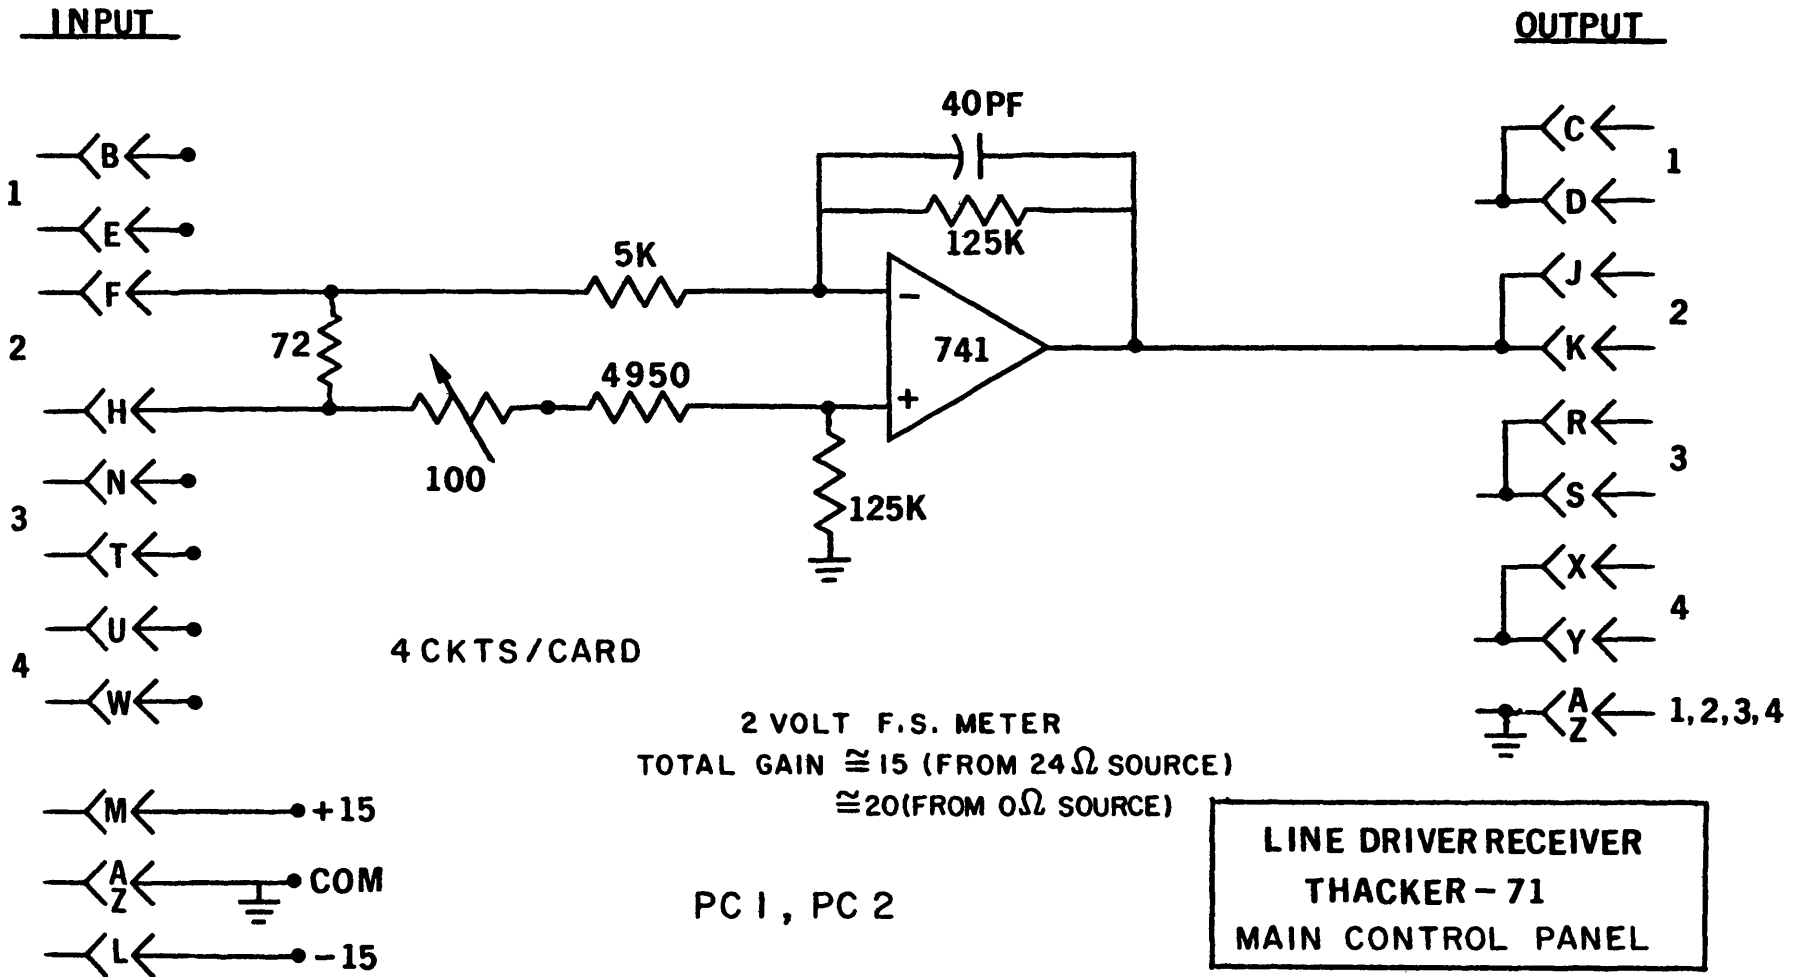 INPUT
OUTPUT
40PF
B
C
1
1
E
D
125K
5K
F
J
2
72
2
741
K
4950
H
R
100
3
N
S
125K
3
T
X
U
4
4 CKTS/CARD
Y
4
W
A
Z
1,2,3,4
2 VOLT F.S. METER
TOTAL GAIN ≅ 15 (FROM 24Ω SOURCE)
≅ 20 (FROM 0Ω SOURCE)
M
+15
LINE DRIVER RECEIVER
A
Z
COM
THACKER-71
PC 1, PC 2
MAIN CONTROL PANEL
L
-15